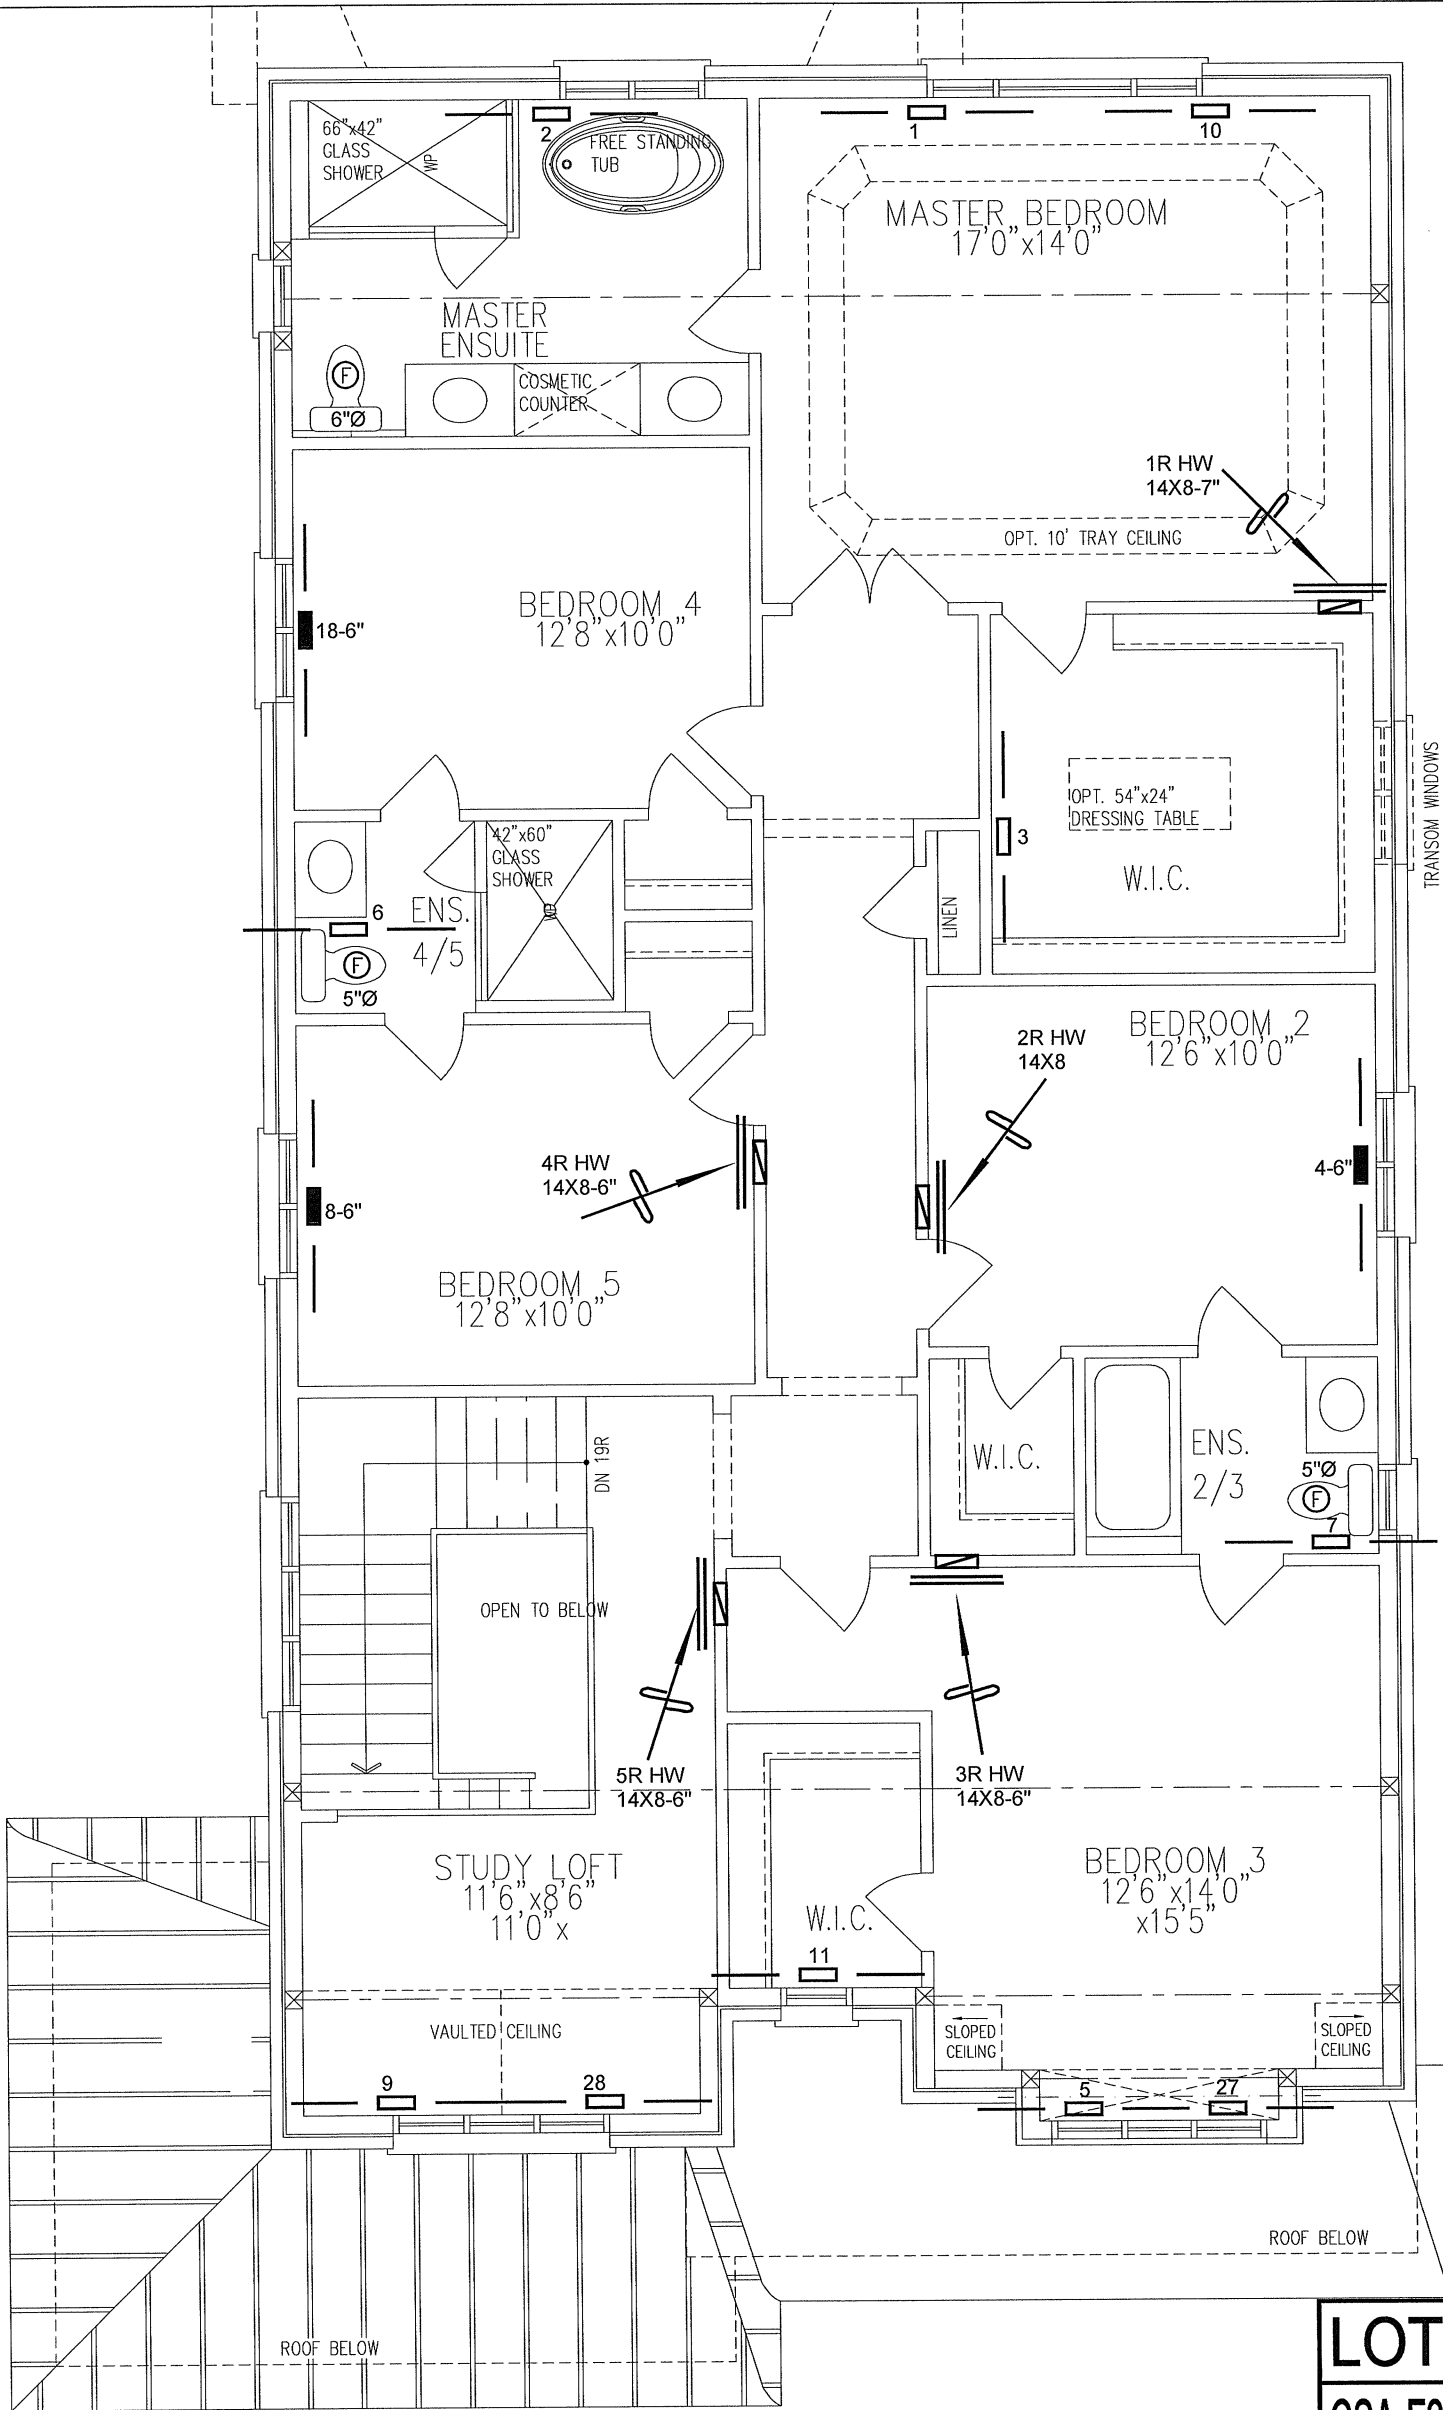 66"x42"
GLASS
SHOWER
WP
2
FREE STANDING
TUB
1
10
MASTER BEDROOM
17'0"x14'0"
MASTER
ENSUITE
F
6"Ø
COSMETIC
COUNTER
1R HW
14X8-7"
OPT. 10' TRAY CEILING
BEDROOM 4
12'8"x10'0"
18-6"
TRANSOM WINDOWS
OPT. 54"x24"
DRESSING TABLE
3
W.I.C.
42"x60"
GLASS
SHOWER
LINEN
6
ENS.
4/5
F
5"Ø
BEDROOM 2
12'6"x10'0"
2R HW
14X8
4R HW
14X8-6"
4-6"
8-6"
BEDROOM 5
12'8"x10'0"
DN 19R
W.I.C.
ENS.
2/3
5"Ø
F
7
OPEN TO BELOW
5R HW
14X8-6"
3R HW
14X8-6"
STUDY LOFT
11'6"x8'6"
11'0"x
BEDROOM 3
12'6"x14'0"
x15'5"
W.I.C.
11
VAULTED CEILING
SLOPED
CEILING
SLOPED
CEILING
9
28
5
27
ROOF BELOW
ROOF BELOW
LOT